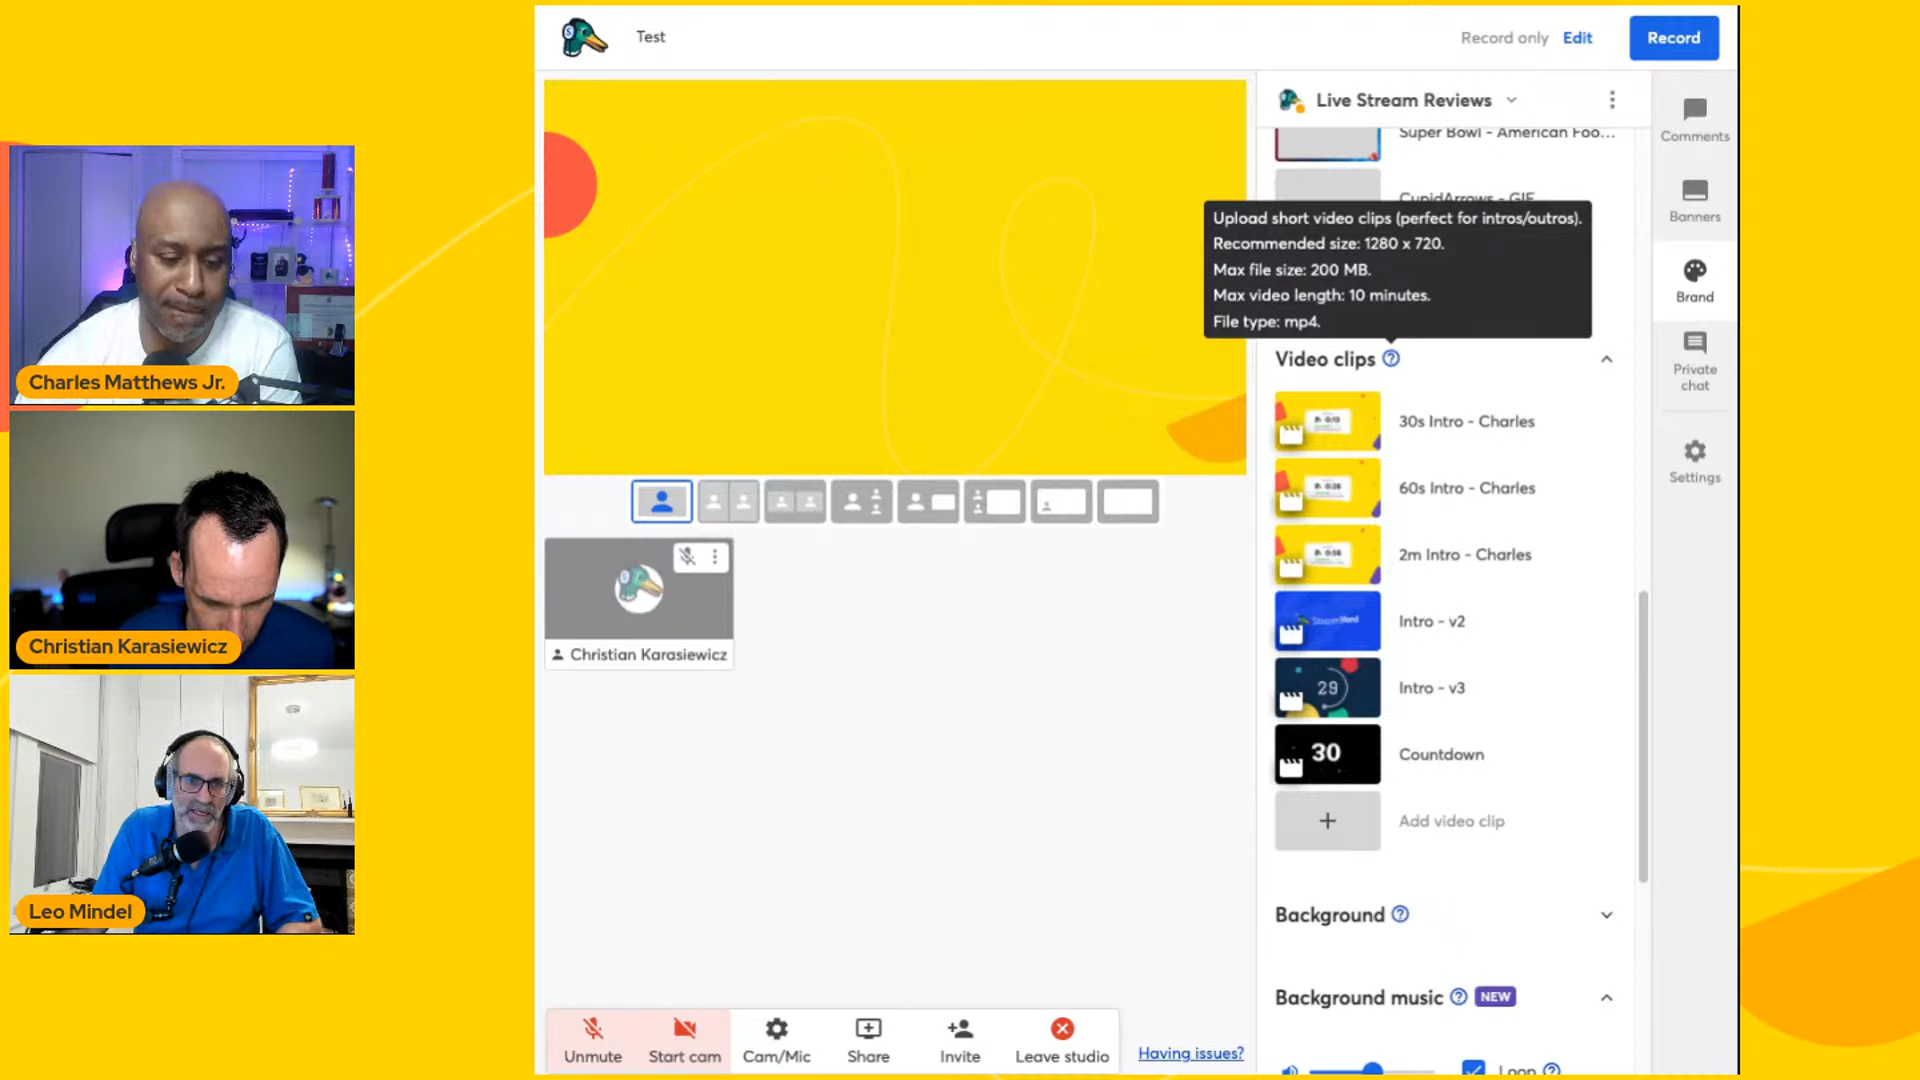 Test
Record only
Edit
Record
Live Stream Reviews
Super Bowl - American Foo...
CupidArrows - GIF
Upload short video clips (perfect for intros/outros).
Recommended size: 1280 x 720.
Max file size: 200 MB.
Max video length: 10 minutes.
File type: mp4.
Video clips
30s Intro - Charles
60s Intro - Charles
2m Intro - Charles
StreamYard
Intro - v2
29
Intro - v3
30
Countdown
+
Add video clip
Background
Background music
NEW
Loop
Comments
Banners
Brand
Private
chat
Settings
Charles Matthews Jr.
Christian Karasiewicz
Leo Mindel
Christian Karasiewicz
Unmute
Start cam
Cam/Mic
Share
Invite
Leave studio
Having issues?